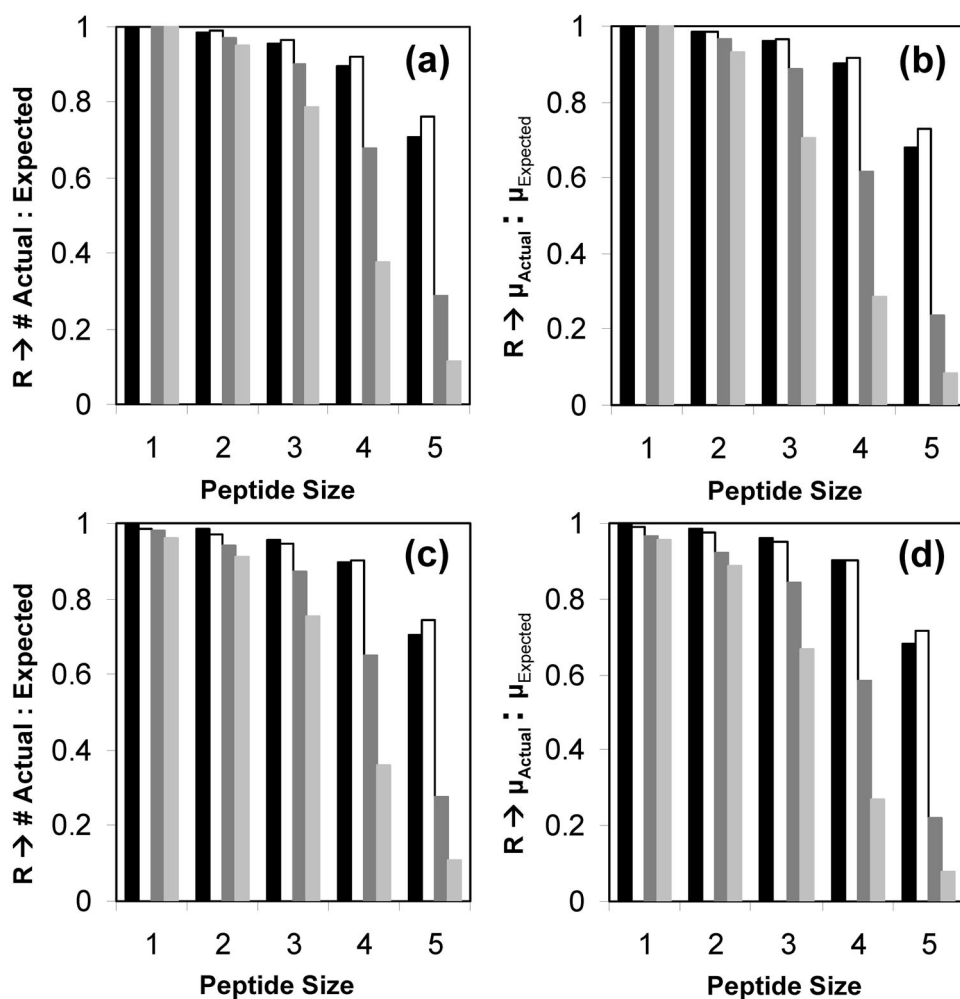 (a)
R → # Actual : Expected
1
0.8
0.6
0.4
0.2
0
1 2 3 4 5
Peptide Size
(b)
R → μActual : μExpected
1
0.8
0.6
0.4
0.2
0
1 2 3 4 5
Peptide Size
(c)
R → # Actual : Expected
1
0.8
0.6
0.4
0.2
0
1 2 3 4 5
Peptide Size
(d)
R → μActual : μExpected
1
0.8
0.6
0.4
0.2
0
1 2 3 4 5
Peptide Size